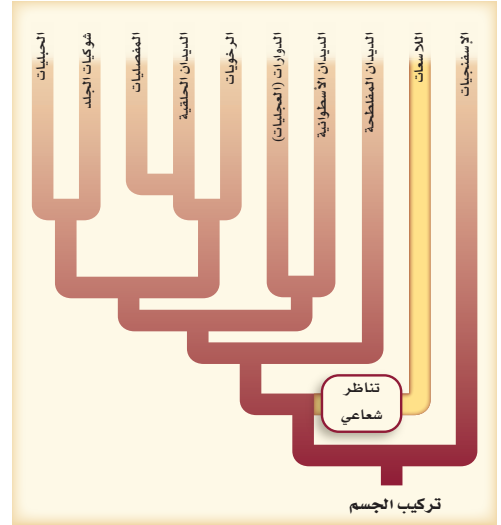 الإسفنجيات
اللاسعات
الديدان المفلطحة
الديدان الأسطوانية
الدوارات (العجليات)
الرخويات
الديدان الحلقية
المفصليات
شوكيات الجلد
الحبليات
تناظر
شعاعي
تركيب الجسم